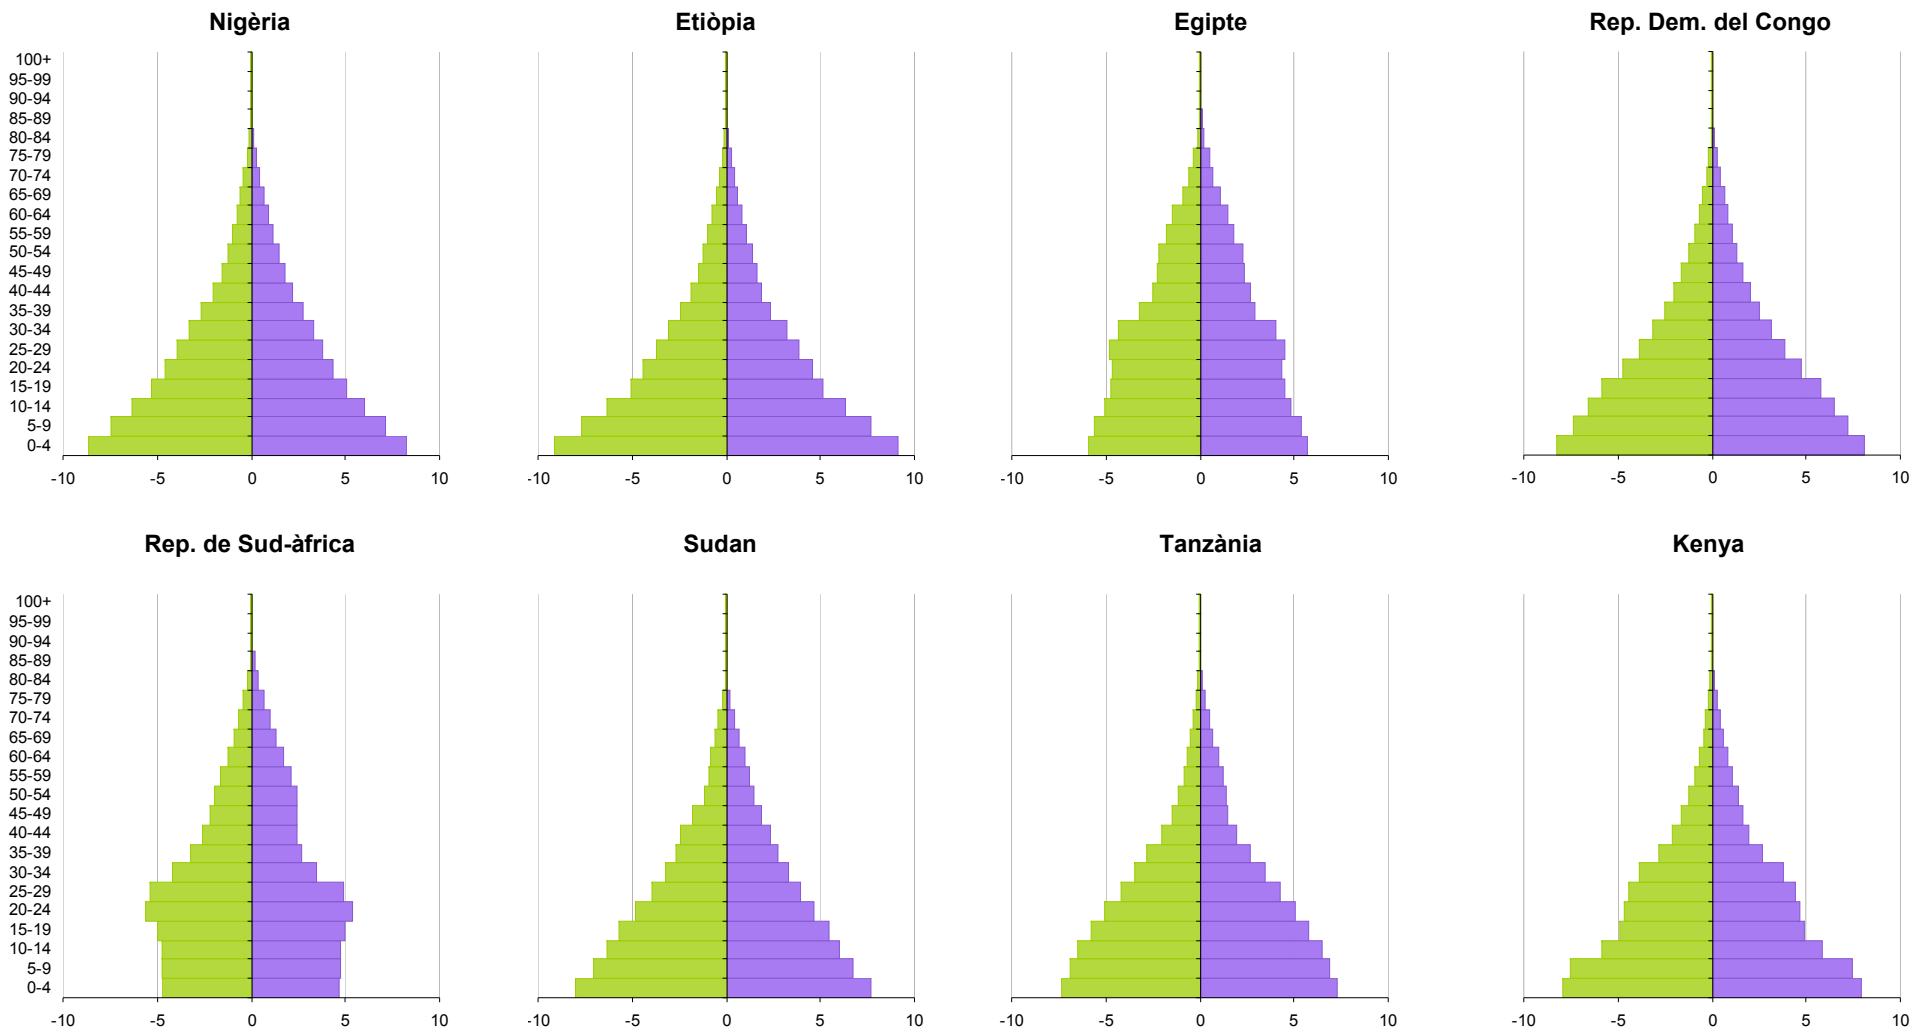 Nigèria
Etiòpia
Egipte
Rep. Dem. del Congo
100+
95-99
90-94
85-89
80-84
75-79
70-74
65-69
60-64
55-59
50-54
45-49
40-44
35-39
30-34
25-29
20-24
15-19
10-14
5-9
0-4
-10 -5 0 5 10
-10 -5 0 5 10
-10 -5 0 5 10
-10 -5 0 5 10
Rep. de Sud-àfrica
Sudan
Tanzània
Kenya
100+
95-99
90-94
85-89
80-84
75-79
70-74
65-69
60-64
55-59
50-54
45-49
40-44
35-39
30-34
25-29
20-24
15-19
10-14
5-9
0-4
-10 -5 0 5 10
-10 -5 0 5 10
-10 -5 0 5 10
-10 -5 0 5 10